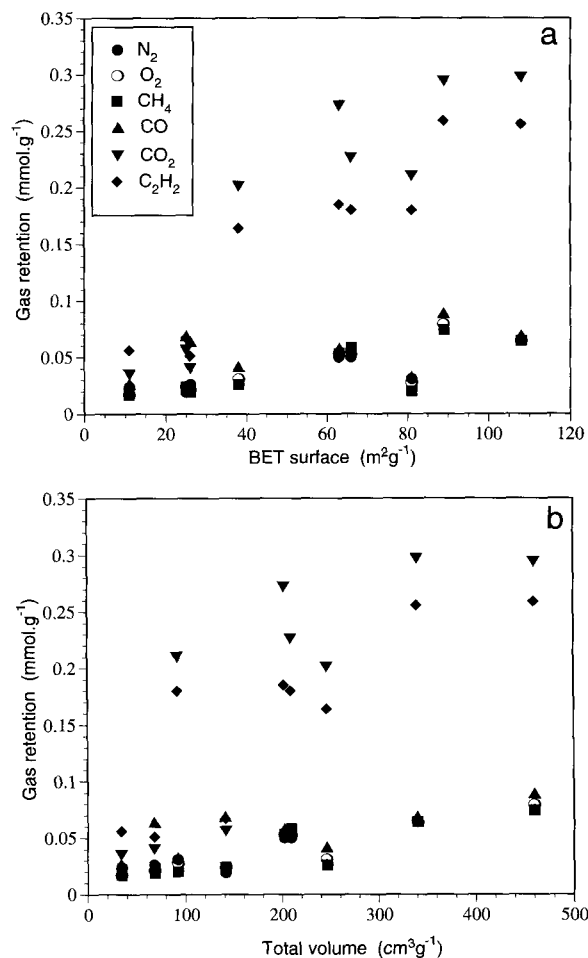 a
N₂
O₂
CH₄
CO
CO₂
C₂H₂
Gas retention (mmol.g⁻¹)
0.35
0.3
0.25
0.2
0.15
0.1
0.05
0
0 20 40 60 80 100 120
BET surface (m²g⁻¹)
b
Gas retention (mmol.g⁻¹)
0.35
0.3
0.25
0.2
0.15
0.1
0.05
0
0 100 200 300 400 500
Total volume (cm³g⁻¹)